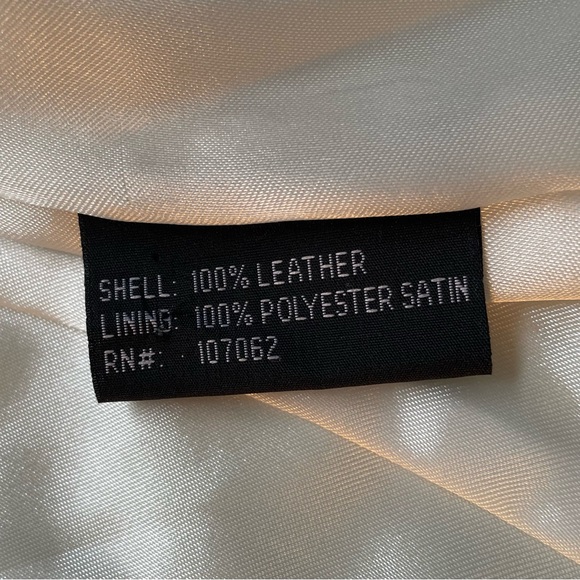 SHELL: 100% LEATHER
LINING: 100% POLYESTER SATIN
RN#: 107062